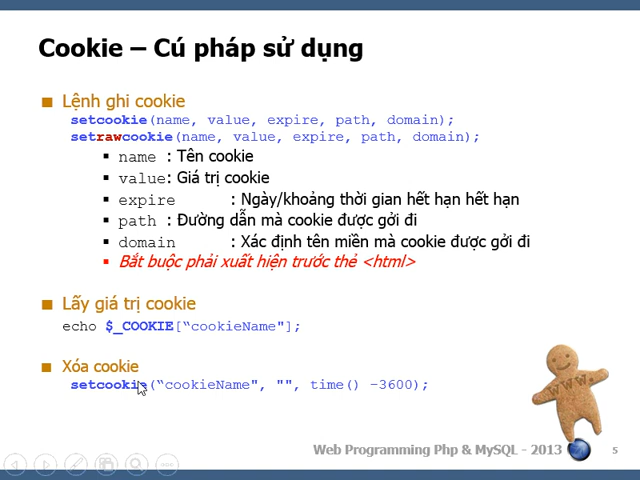 Cookie – Cú pháp sử dụng
Lệnh ghi cookie
setcookie(name, value, expire, path, domain);
setrawcookie(name, value, expire, path, domain);
name : Tên cookie
value: Giá trị cookie
expire : Ngày/khoảng thời gian hết hạn hết hạn
path : Đường dẫn mà cookie được gởi đi
domain : Xác định tên miền mà cookie được gởi đi
Bắt buộc phải xuất hiện trước thẻ <html>
Lấy giá trị cookie
echo $_COOKIE[“cookieName"];
Xóa cookie
setcookie(“cookieName", "", time() –3600);
WWW
Web Programming Php & MySQL - 2013
5